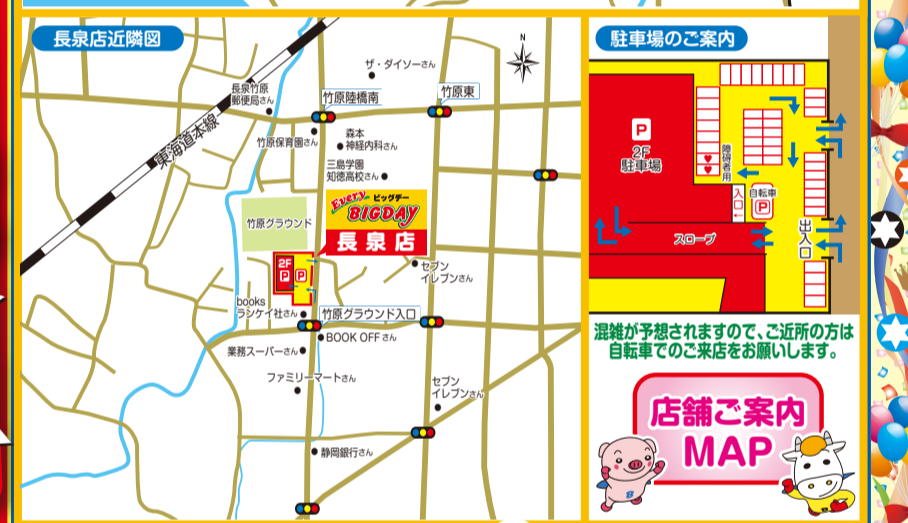 長泉店近隣図
N
ザ・ダイソーさん
長泉竹原
郵便局さん
竹原陸橋南
竹原東
東海道本線
竹原保育園さん
森本
神経内科さん
三島学園
知徳高校さん
竹原グラウンド
Every ビッグデー
BIGDAY
長泉店
2F
P
P
セブン
イレブンさん
books
ランケイ社さん
竹原グラウンド入口
BOOK OFFさん
業務スーパーさん
ファミリーマートさん
セブン
イレブンさん
静岡銀行さん
駐車場のご案内
P
2F
駐車場
障碍者用
入口
自転車
P
スロープ
出入口
混雑が予想されますので、ご近所の方は
自転車でのご来店をお願いします。
店舗ご案内
MAP